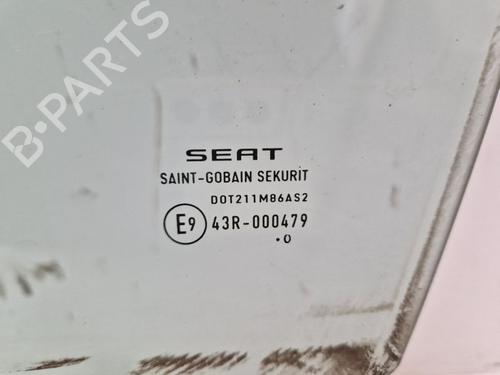 B-PARTS
SEAT
SAINT-GOBAIN SEKURIT
DOT211M86AS2
E9 43R-000479
.0